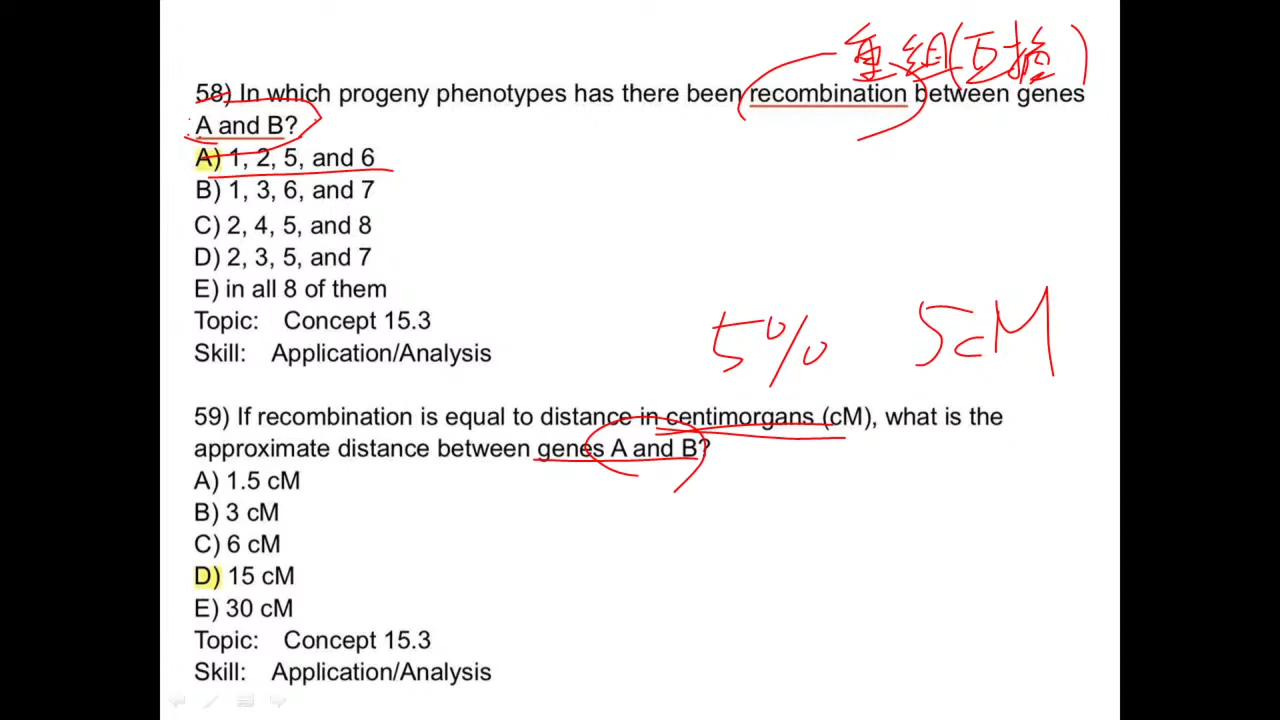 重組(互換)
58) In which progeny phenotypes has there been recombination between genes
A and B?
A) 1, 2, 5, and 6
B) 1, 3, 6, and 7
C) 2, 4, 5, and 8
D) 2, 3, 5, and 7
E) in all 8 of them
Topic: Concept 15.3
Skill: Application/Analysis
5% 5cM
59) If recombination is equal to distance in centimorgans (cM), what is the
approximate distance between genes A and B?
A) 1.5 cM
B) 3 cM
C) 6 cM
D) 15 cM
E) 30 cM
Topic: Concept 15.3
Skill: Application/Analysis